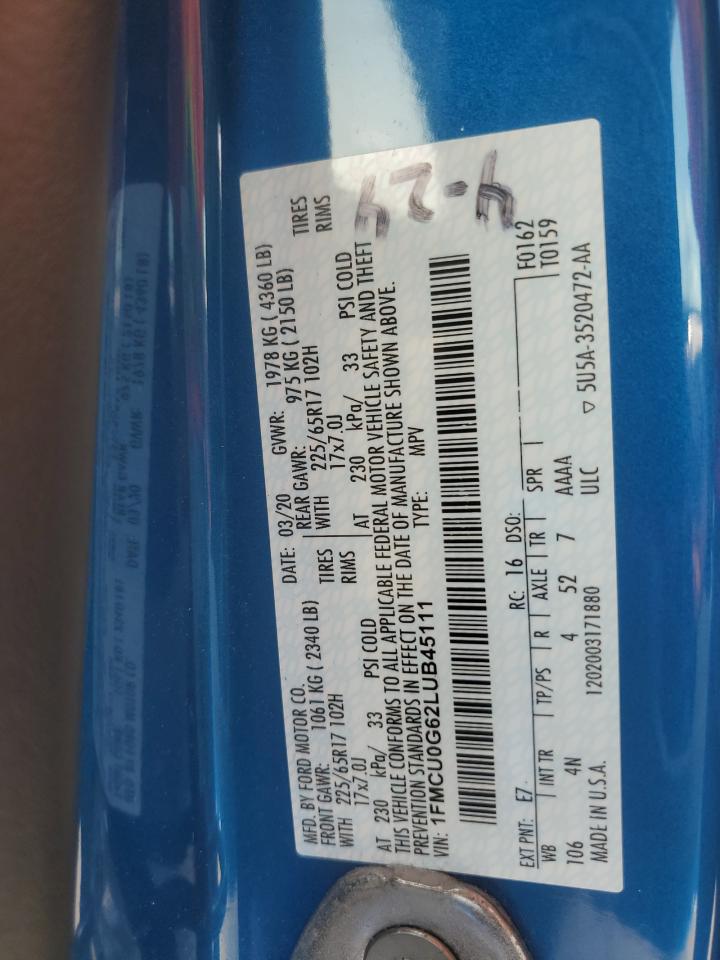 MFD. BY FORD MOTOR CO.
DATE: 03/20 GVWR: 1978 KG ( 4360 LB)
FRONT GAWR: 1061 KG ( 2340 LB) REAR GAWR: 975 KG ( 2150 LB)
WITH 225/65R17 102H TIRES WITH 225/65R17 102H TIRES
17x7.0J RIMS 17x7.0J RIMS
AT 230 kPa/ 33 PSI COLD AT 230 kPa/ 33 PSI COLD
THIS VEHICLE CONFORMS TO ALL APPLICABLE FEDERAL MOTOR VEHICLE SAFETY AND THEFT
PREVENTION STANDARDS IN EFFECT ON THE DATE OF MANUFACTURE SHOWN ABOVE.
VIN: 1FMCU0G62LUB45111 TYPE: MPV
F0162
EXT PNT: E7 RC: 16 DSO: T0159
WB INT TR TP/PS R AXLE TR SPR
106 4N 4 52 7 AAAA
MADE IN U.S.A. 1202003171880 ULC
▽ 5U5A-3520472-AA